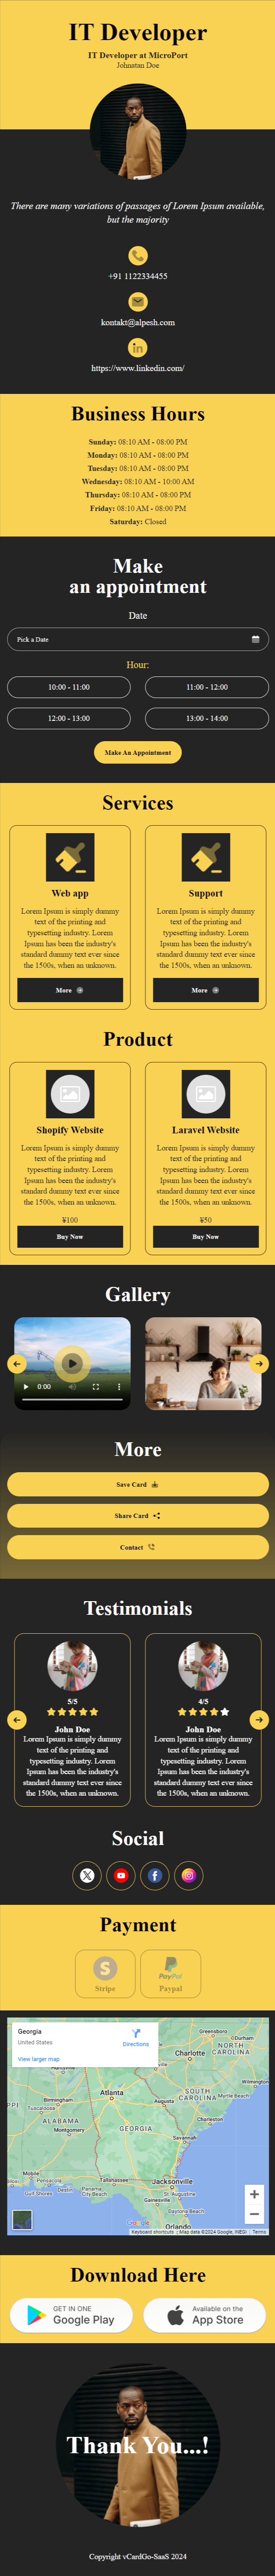 IT Developer
IT Developer at MicroPort
Johnstan Doe
There are many variations of passages of Lorem Ipsum available,
but the majority
+91 1122334455
kontakt@alpesh.com
https://www.linkedin.com/
Business Hours
Sunday: 08:10 AM - 08:00 PM
Monday: 08:10 AM - 08:00 PM
Tuesday: 08:10 AM - 08:00 PM
Wednesday: 08:10 AM - 10:00 AM
Thursday: 08:10 AM - 08:00 PM
Friday: 08:10 AM - 08:00 PM
Saturday: Closed
Make
an appointment
Date
Pick a Date
Hour:
10:00 - 11:00
11:00 - 12:00
12:00 - 13:00
13:00 - 14:00
Make An Appointment
Services
Web app
Lorem Ipsum is simply dummy
text of the printing and
typesetting industry. Lorem
Ipsum has been the industry's
standard dummy text ever since
the 1500s, when an unknown.
More
Support
Lorem Ipsum is simply dummy
text of the printing and
typesetting industry. Lorem
Ipsum has been the industry's
standard dummy text ever since
the 1500s, when an unknown.
More
Product
Shopify Website
Lorem Ipsum is simply dummy
text of the printing and
typesetting industry. Lorem
Ipsum has been the industry's
standard dummy text ever since
the 1500s, when an unknown.
¥100
Buy Now
Laravel Website
Lorem Ipsum is simply dummy
text of the printing and
typesetting industry. Lorem
Ipsum has been the industry's
standard dummy text ever since
the 1500s, when an unknown.
¥50
Buy Now
Gallery
0:00
More
Save Card
Share Card
Contact
Testimonials
5/5
John Doe
Lorem Ipsum is simply dummy
text of the printing and
typesetting industry. Lorem
Ipsum has been the industry's
standard dummy text ever since
the 1500s, when an unknown.
4/5
John Doe
Lorem Ipsum is simply dummy
text of the printing and
typesetting industry. Lorem
Ipsum has been the industry's
standard dummy text ever since
the 1500s, when an unknown.
Social
Payment
Stripe
PayPal
Paypal
Georgia
United States
Directions
View larger map
Greensboro
Durham
NORTH
CAROLINA
Charlotte
Wilmington
Atlanta
SOUTH
CAROLINA
Myrtle Beach
Birmingham
Tuscaloosa
Augusta
Charleston
ALABAMA
Montgomery
GEORGIA
Savannah
Mobile
Pensacola
Tallahassee
Jacksonville
Gulf Shores
Destin
Panama
City Beach
St. Augustine
Gainesville
Daytona Beach
Orlando
Keyboard shortcuts
Map data ©2024 Google, INEGI
Terms
Download Here
GET IN ONE
Google Play
Available on the
App Store
Thank You...!
Copyright vCardGo-SaaS 2024